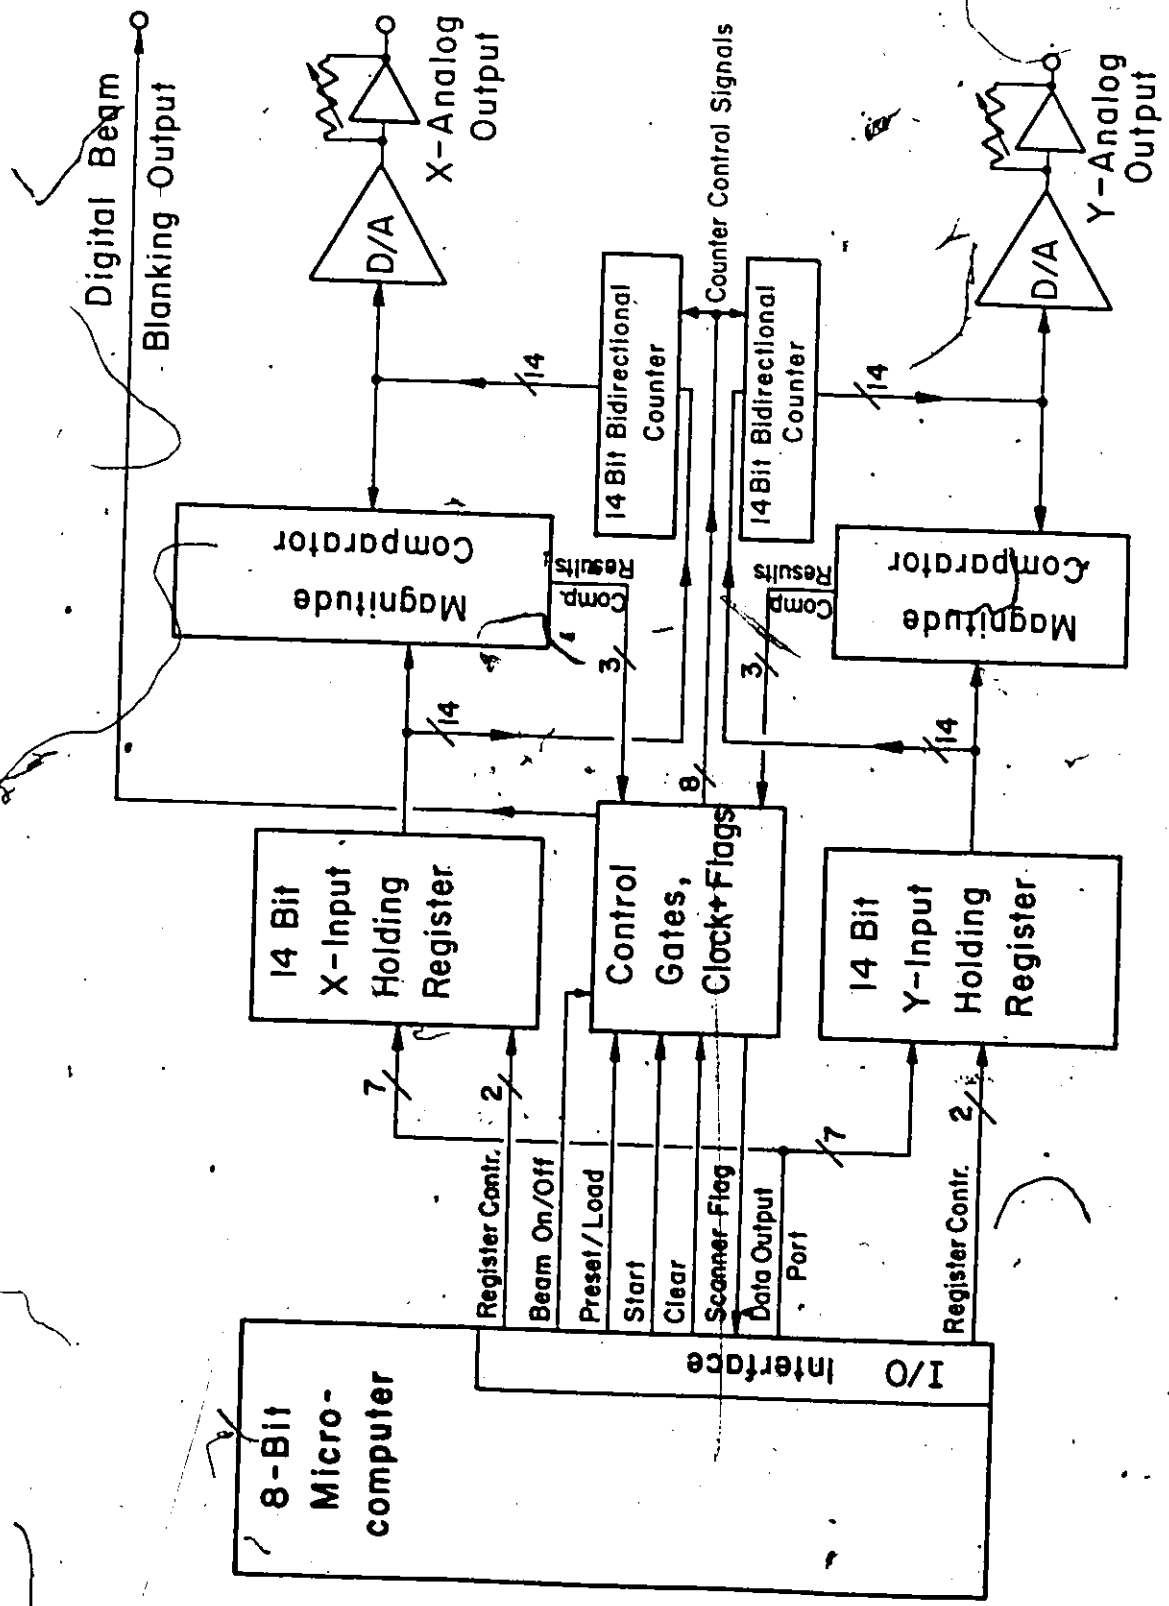 8-Bit
Micro-
computer
I/O
Interface
Register Contr.
Beam On/Off
Preset/Load
Start
Clear
Scanner Flag
Data Output
Port
Register Contr.
7
2
7
2
14 Bit
X-Input
Holding
Register
Control
Gates,
Clock+Flags
14 Bit
Y-Input
Holding
Register
14
3
8
3
14
Magnitude
Comparator
Comp.
Results
Comp
Results
Magnitude
Comparator
14 Bit Bidirectional
Counter
14 Bit Bidirectional
Counter
14
14
Counter Control Signals
Digital Beam
Blanking Output
D/A
X-Analog
Output
D/A
Y-Analog
Output